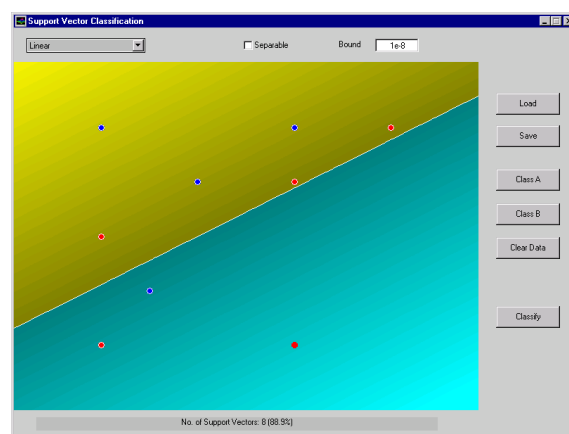 Support Vector Classification
Linear
Separable
Bound
1e-8
Load
Save
Class A
Class B
Clear Data
Classify
No. of Support Vectors: 8 (88.9%)